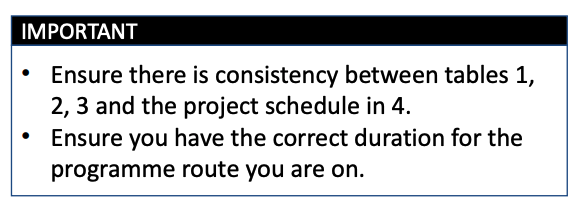 IMPORTANT
• Ensure there is consistency between tables 1,
2, 3 and the project schedule in 4.
• Ensure you have the correct duration for the
programme route you are on.